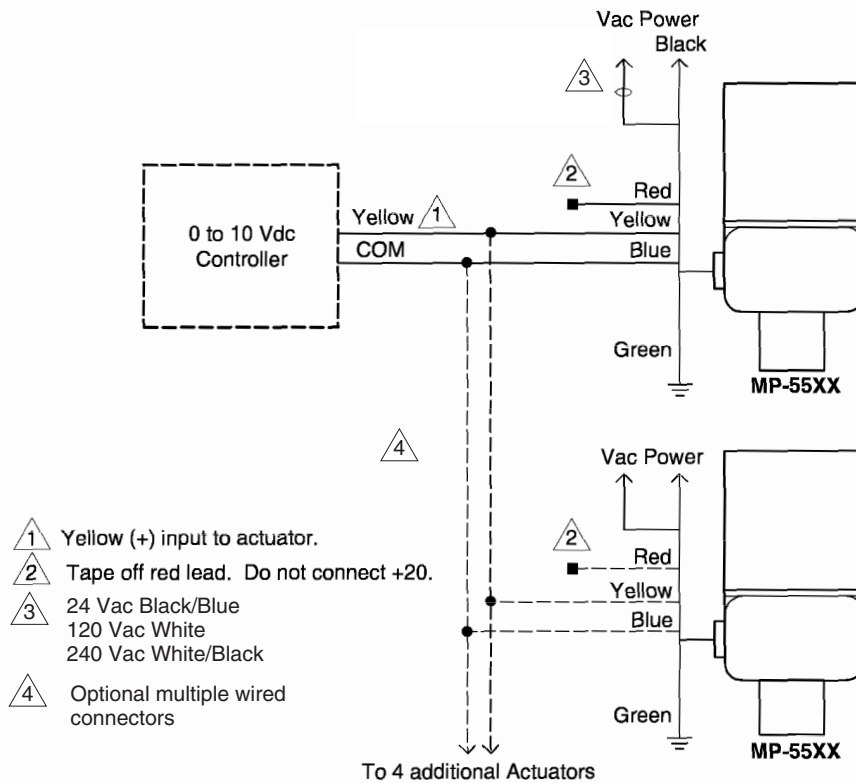 Vac Power
Black
3
2
Red
Yellow 1
Yellow
0 to 10 Vdc
Controller
COM
Blue
Green
MP-55XX
4
Vac Power
2
Red
Yellow
Blue
Green
MP-55XX
1 Yellow (+) input to actuator.
2 Tape off red lead. Do not connect +20.
3 24 Vac Black/Blue
120 Vac White
240 Vac White/Black
4 Optional multiple wired
connectors
To 4 additional Actuators